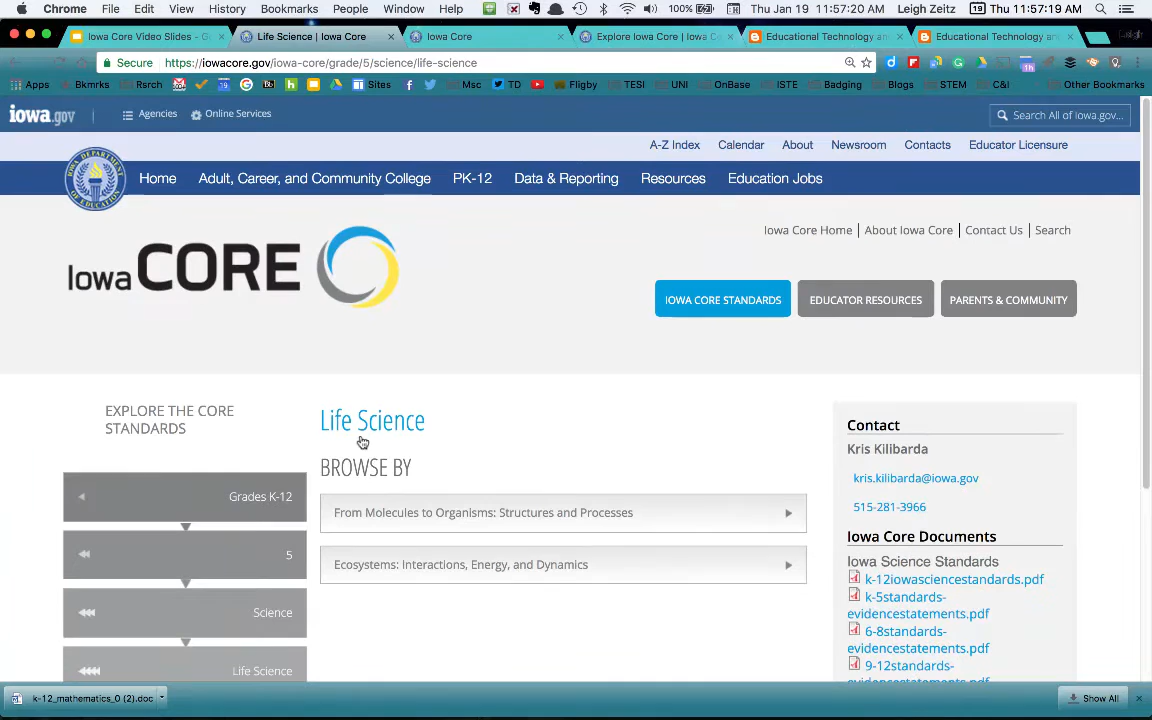 Chrome File Edit View History Bookmarks People Window Help 100% Thu Jan 19 11:57:20 AM Leigh Zeitz 19 Thu 11:57:19 AM
Iowa Core Video Slides - G Life Science | Iowa Core Iowa Core Explore Iowa Core | Iowa C Educational Technology an Educational Technology an
Secure https://iowacore.gov/iowa-core/grade/5/science/life-science
Apps Bkmrks Rsrch Sites Msc TD Fligby TESI UNI OnBase ISTE Badging Blogs STEM C&I Other Bookmarks
iowa.gov Agencies Online Services Search All of Iowa.gov...
A-Z Index Calendar About Newsroom Contacts Educator Licensure
Home Adult, Career, and Community College PK-12 Data & Reporting Resources Education Jobs
Iowa Core Home | About Iowa Core | Contact Us | Search
Iowa CORE
IOWA CORE STANDARDS EDUCATOR RESOURCES PARENTS & COMMUNITY
EXPLORE THE CORE
STANDARDS
Grades K-12
5
Science
Life Science
Life Science
BROWSE BY
From Molecules to Organisms: Structures and Processes
Ecosystems: Interactions, Energy, and Dynamics
Contact
Kris Kilibarda
kris.kilibarda@iowa.gov
515-281-3966
Iowa Core Documents
Iowa Science Standards
k-12iowasciencestandards.pdf
k-5standards-
evidencestatements.pdf
6-8standards-
evidencestatements.pdf
9-12standards-
k-12_mathematics_0 (2).doc Show All